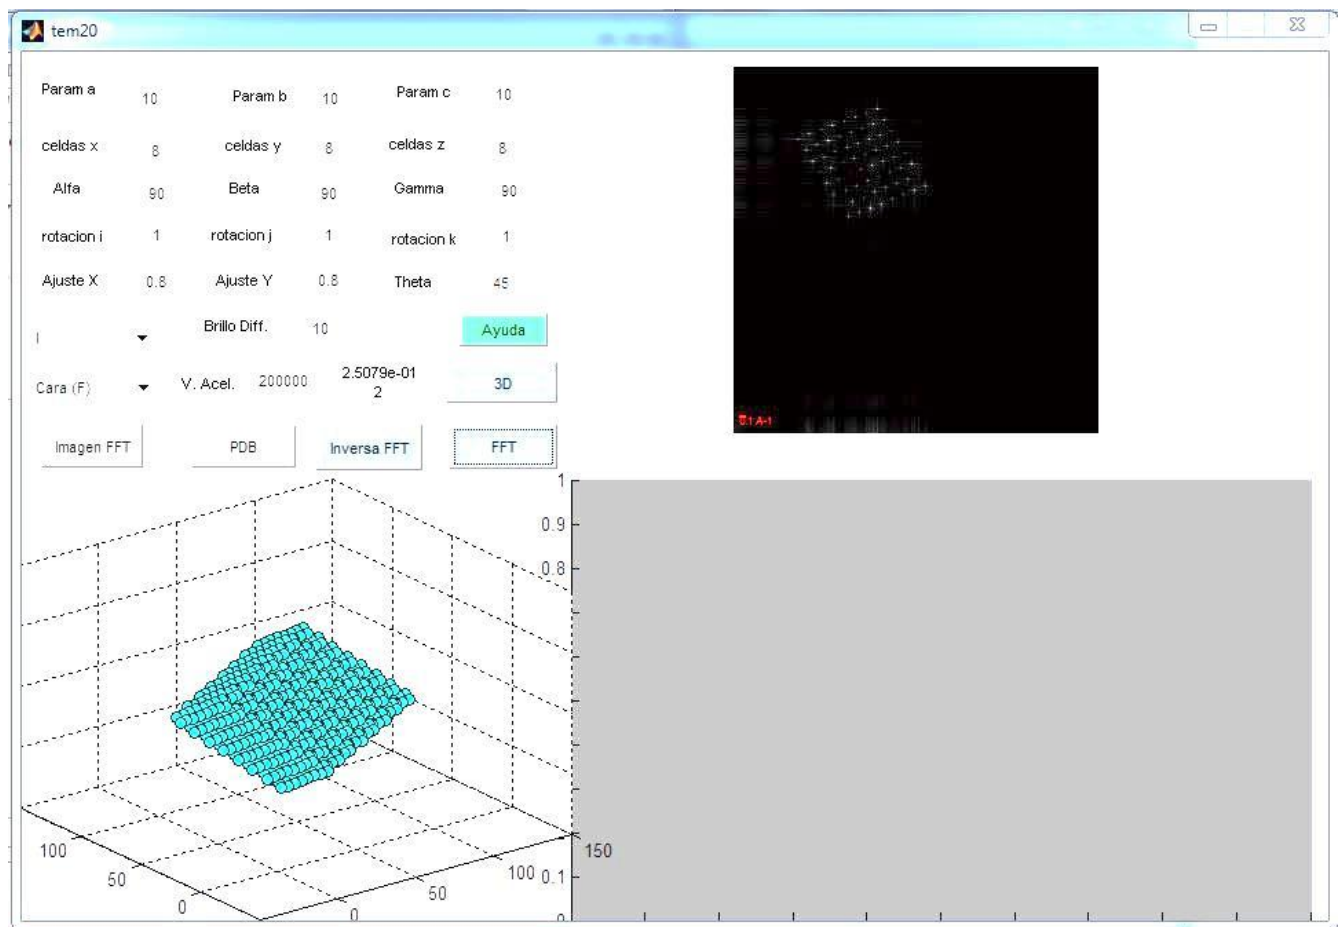 tem20
Param a 10 Param b 10 Param c 10
celdas x 8 celdas y 8 celdas z 8
Alfa 90 Beta 90 Gamma 90
rotacion i 1 rotacion j 1 rotacion k 1
Ajuste X 0.8 Ajuste Y 0.8 Theta 45
I Brillo Diff. 10 Ayuda
Cara (F) V. Acel. 200000 2.5079e-01
2
3D
Imagen FFT PDB Inversa FFT FFT
0.1 A-1
1
0.9
0.8
0.1
0
100
50
0
0
50
100
150